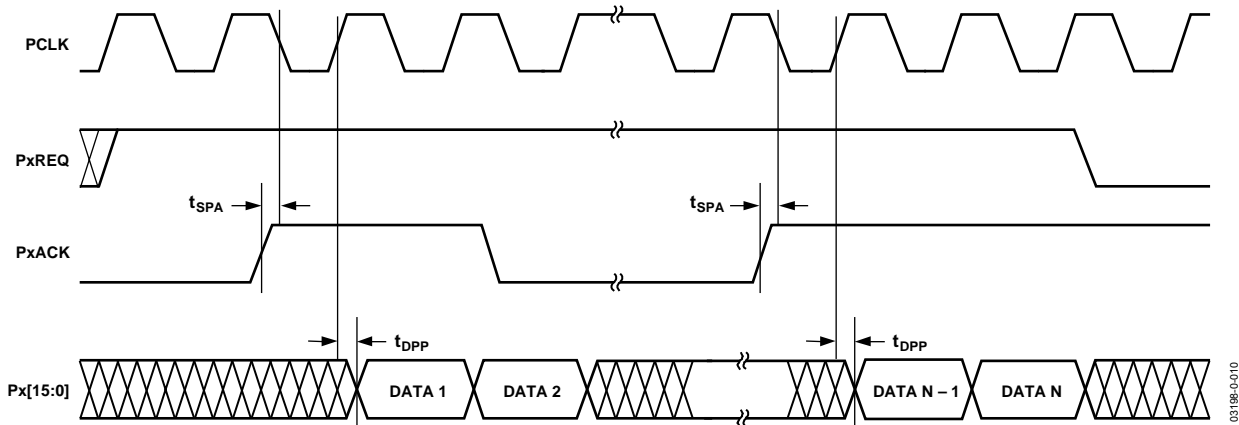 PCLK
PxREQ
tSPA
tSPA
PxACK
tDPP
tDPP
Px[15:0]
DATA 1
DATA 2
DATA N – 1
DATA N
03198-0-010